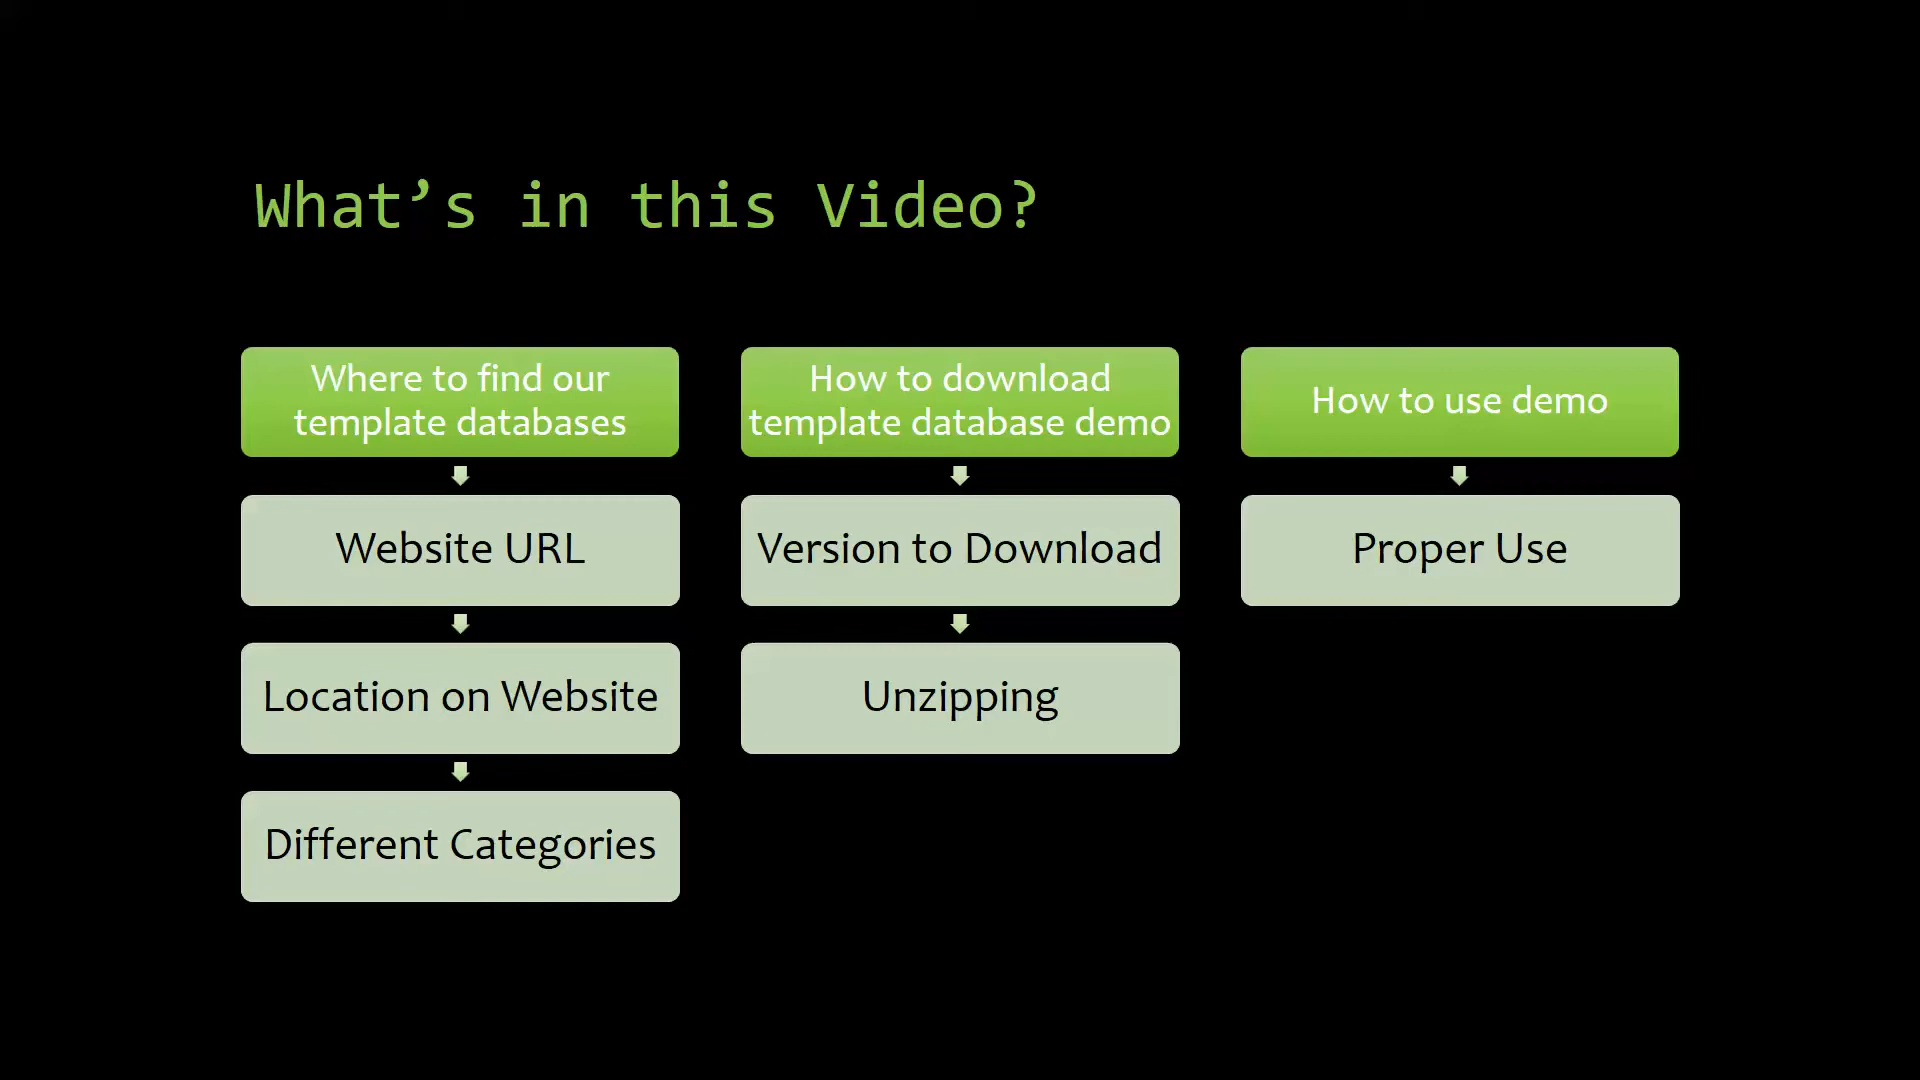 What’s in this Video?
Where to find our
template databases
Website URL
Location on Website
Different Categories
How to download
template database demo
Version to Download
Unzipping
How to use demo
Proper Use